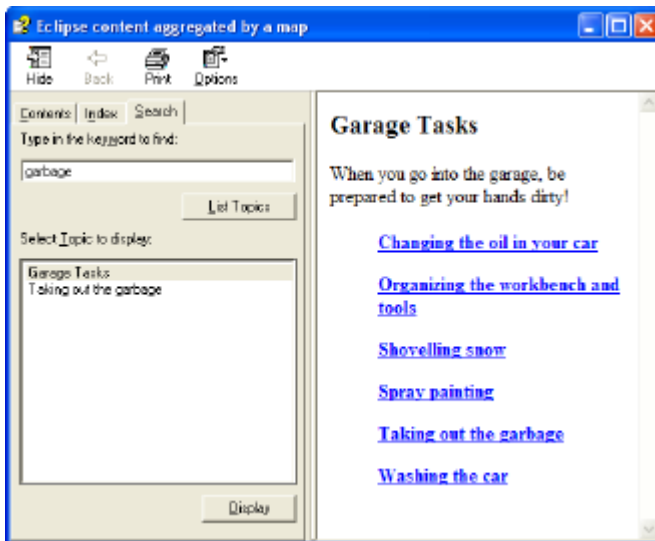 Eclipse content aggregated by a map
Hide Back Print Options
Contents Index Search
Type in the keyword to find:
garbage
List Topics
Select Topic to display:
Garage Tasks
Taking out the garbage
Display
Garage Tasks
When you go into the garage, be
prepared to get your hands dirty!
Changing the oil in your car
Organizing the workbench and
tools
Shovelling snow
Spray painting
Taking out the garbage
Washing the car